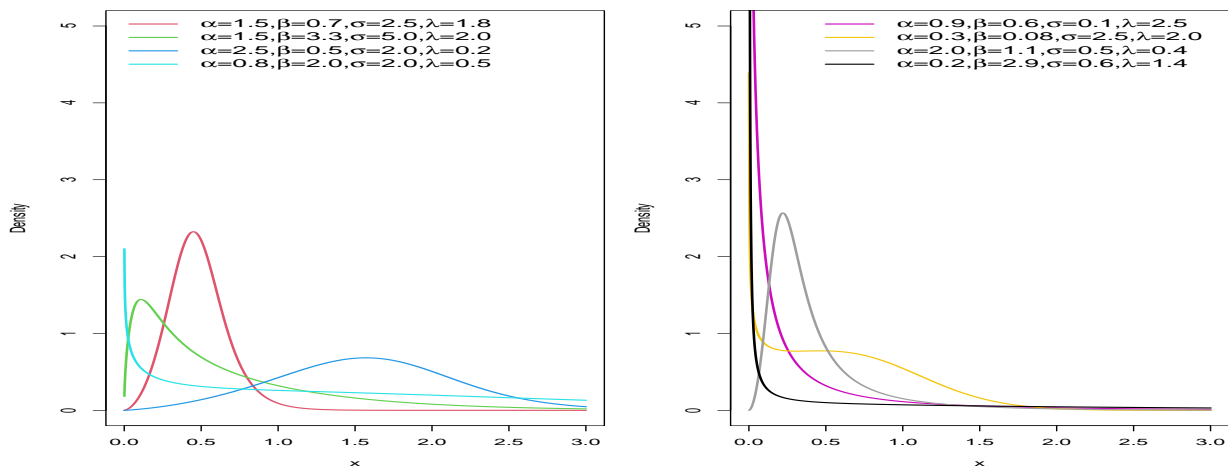 α=1.5,β=0.7,σ=2.5,λ=1.8
α=1.5,β=3.3,σ=5.0,λ=2.0
α=2.5,β=0.5,σ=2.0,λ=0.2
α=0.8,β=2.0,σ=2.0,λ=0.5
5
4
3
2
1
0
Density
0.0 0.5 1.0 1.5 2.0 2.5 3.0
x
α=0.9,β=0.6,σ=0.1,λ=2.5
α=0.3,β=0.08,σ=2.5,λ=2.0
α=2.0,β=1.1,σ=0.5,λ=0.4
α=0.2,β=2.9,σ=0.6,λ=1.4
5
4
3
2
1
0
Density
0.0 0.5 1.0 1.5 2.0 2.5 3.0
x